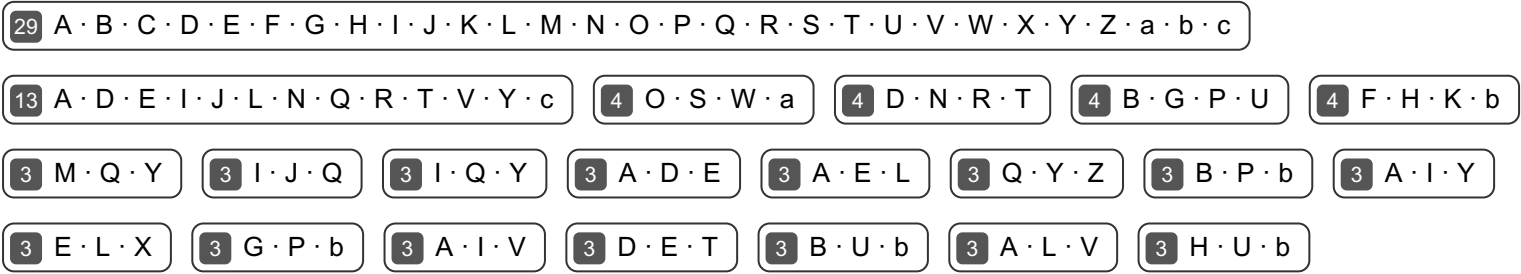 29 A · B · C · D · E · F · G · H · I · J · K · L · M · N · O · P · Q · R · S · T · U · V · W · X · Y · Z · a · b · c
13 A · D · E · I · J · L · N · Q · R · T · V · Y · c 4 O · S · W · a 4 D · N · R · T 4 B · G · P · U 4 F · H · K · b
3 M · Q · Y 3 I · J · Q 3 I · Q · Y 3 A · D · E 3 A · E · L 3 Q · Y · Z 3 B · P · b 3 A · I · Y
3 E · L · X 3 G · P · b 3 A · I · V 3 D · E · T 3 B · U · b 3 A · L · V 3 H · U · b